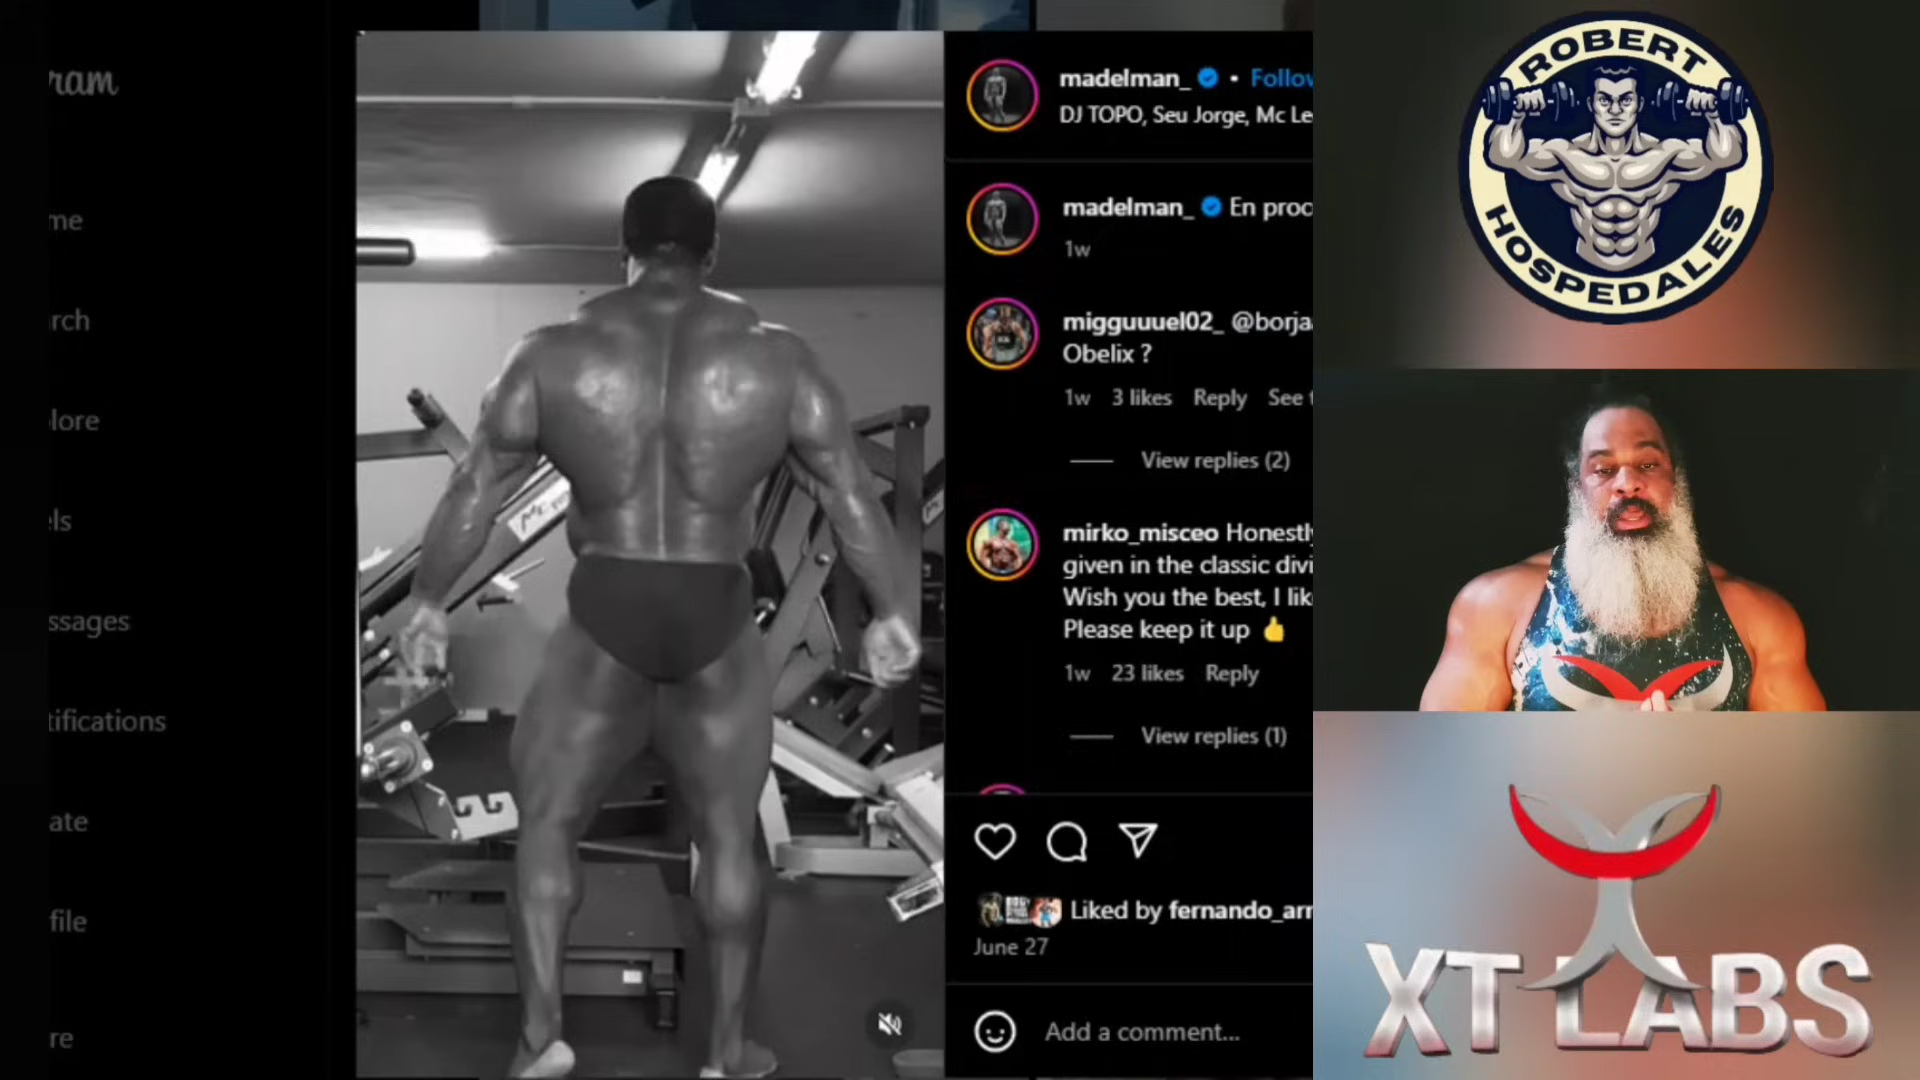 ram
me
rch
lore
els
ssages
tifications
ate
file
re
madelman_ • Follow
DJ TOPO, Seu Jorge, Mc Le
madelman_ En proc
1w
migguuuel02_ @borja
Obelix ?
1w 3 likes Reply See t
View replies (2)
mirko_misceo Honestly
given in the classic divi
Wish you the best, I lik
Please keep it up 👍
1w 23 likes Reply
View replies (1)
Liked by fernando_arr
June 27
Add a comment...
ROBERT
HOSPEDALES
XT LABS